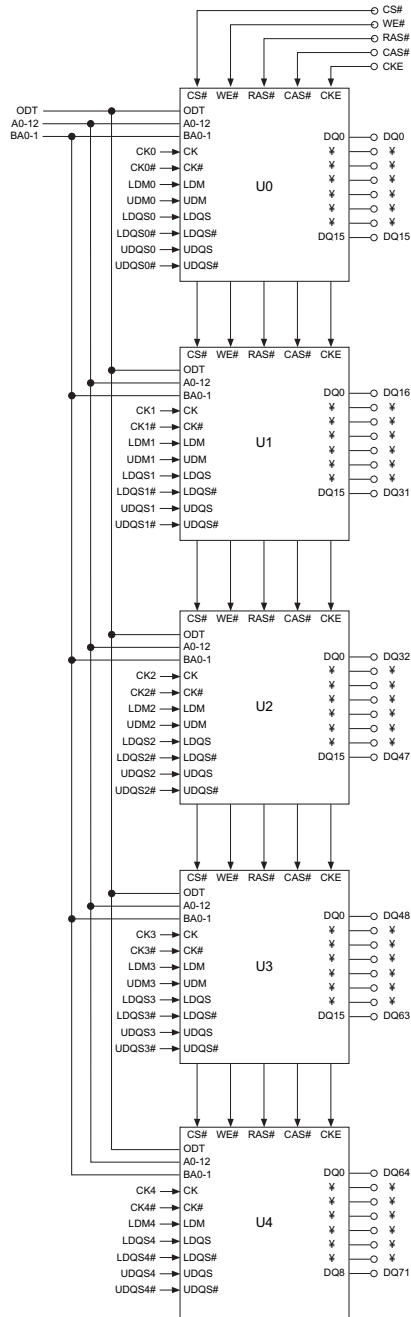 CS#
WE#
RAS#
CAS#
CKE
CS# WE# RAS# CAS# CKE
ODT ODT
A0-12 A0-12
BA0-1 BA0-1 DQ0 DQ0
CK0 CK ¥ ¥
CK0# CK# ¥ ¥
LDM0 LDM ¥ ¥
UDM0 UDM U0 ¥ ¥
LDQS0 LDQS ¥ ¥
LDQS0# LDQS# ¥ ¥
UDQS0 UDQS DQ15 DQ15
UDQS0# UDQS#
CS# WE# RAS# CAS# CKE
ODT
A0-12
BA0-1 DQ0 DQ16
CK1 CK ¥ ¥
CK1# CK# ¥ ¥
LDM1 LDM ¥ ¥
UDM1 UDM U1 ¥ ¥
LDQS1 LDQS ¥ ¥
LDQS1# LDQS# ¥ ¥
UDQS1 UDQS DQ15 DQ31
UDQS1# UDQS#
CS# WE# RAS# CAS# CKE
ODT
A0-12
BA0-1 DQ0 DQ32
CK2 CK ¥ ¥
CK2# CK# ¥ ¥
LDM2 LDM ¥ ¥
UDM2 UDM U2 ¥ ¥
LDQS2 LDQS ¥ ¥
LDQS2# LDQS# ¥ ¥
UDQS2 UDQS DQ15 DQ47
UDQS2# UDQS#
CS# WE# RAS# CAS# CKE
ODT
A0-12
BA0-1 DQ0 DQ48
CK3 CK ¥ ¥
CK3# CK# ¥ ¥
LDM3 LDM ¥ ¥
UDM3 UDM U3 ¥ ¥
LDQS3 LDQS ¥ ¥
LDQS3# LDQS# ¥ ¥
UDQS3 UDQS DQ15 DQ63
UDQS3# UDQS#
CS# WE# RAS# CAS# CKE
ODT
A0-12
BA0-1 DQ0 DQ64
CK4 CK ¥ ¥
CK4# CK# ¥ ¥
LDM4 LDM ¥ ¥
LDQS4 LDQS U4 ¥ ¥
LDQS4# LDQS# ¥ ¥
UDQS4 UDQS ¥ ¥
UDQS4# UDQS# DQ8 DQ71